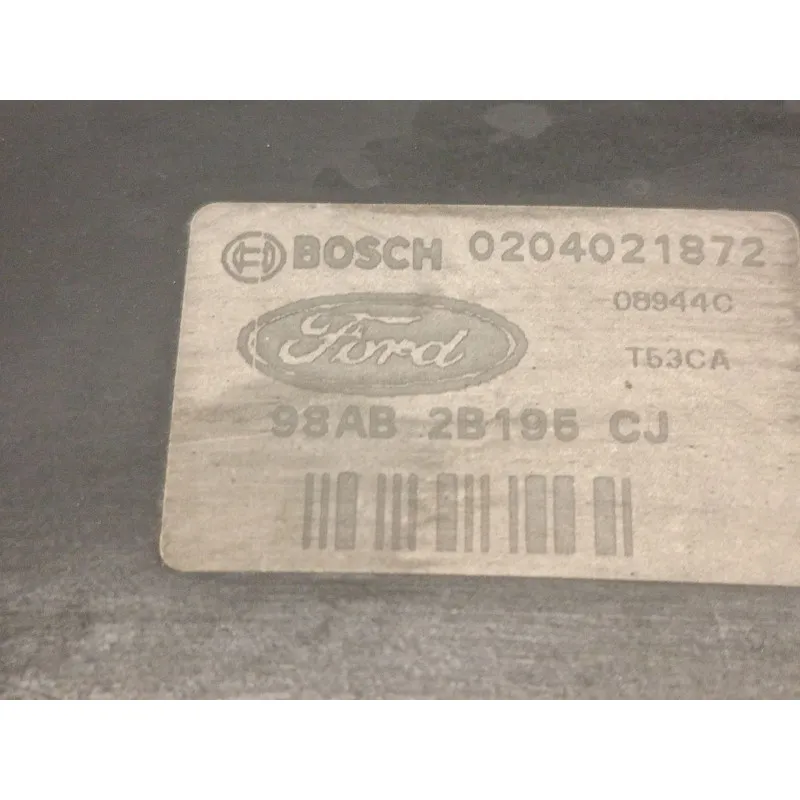 BOSCH 0204021872
08944C
Ford
T53CA
98AB 2B195 CJ